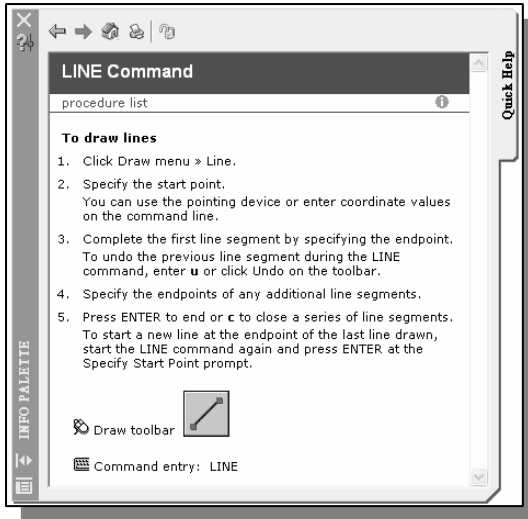 LINE Command
procedure list
To draw lines
1. Click Draw menu » Line.
2. Specify the start point.
You can use the pointing device or enter coordinate values
on the command line.
3. Complete the first line segment by specifying the endpoint.
To undo the previous line segment during the LINE
command, enter u or click Undo on the toolbar.
4. Specify the endpoints of any additional line segments.
5. Press ENTER to end or c to close a series of line segments.
To start a new line at the endpoint of the last line drawn,
start the LINE command again and press ENTER at the
Specify Start Point prompt.
Draw toolbar
Command entry: LINE
Quick Help
INFO PALETTE